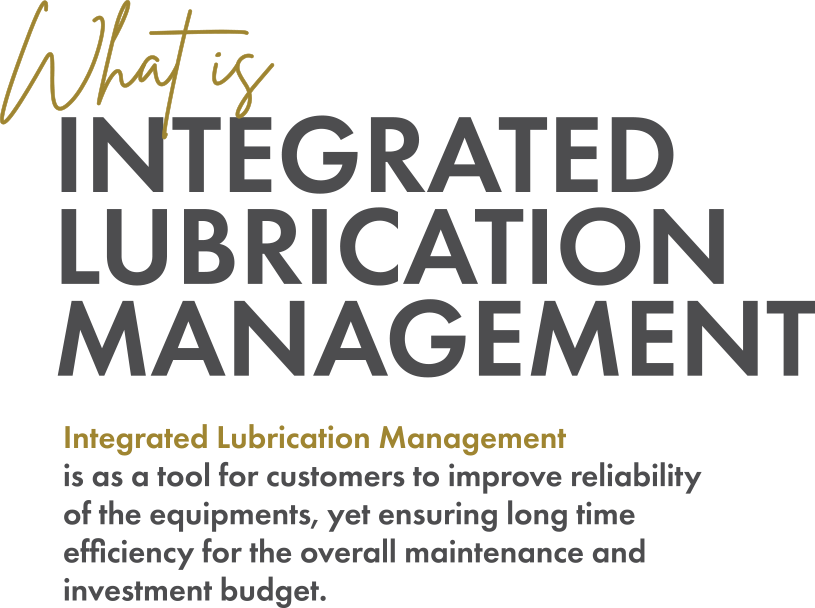 What is
INTEGRATED
LUBRICATION
MANAGEMENT
Integrated Lubrication Management
is as a tool for customers to improve reliability
of the equipments, yet ensuring long time
efficiency for the overall maintenance and
investment budget.